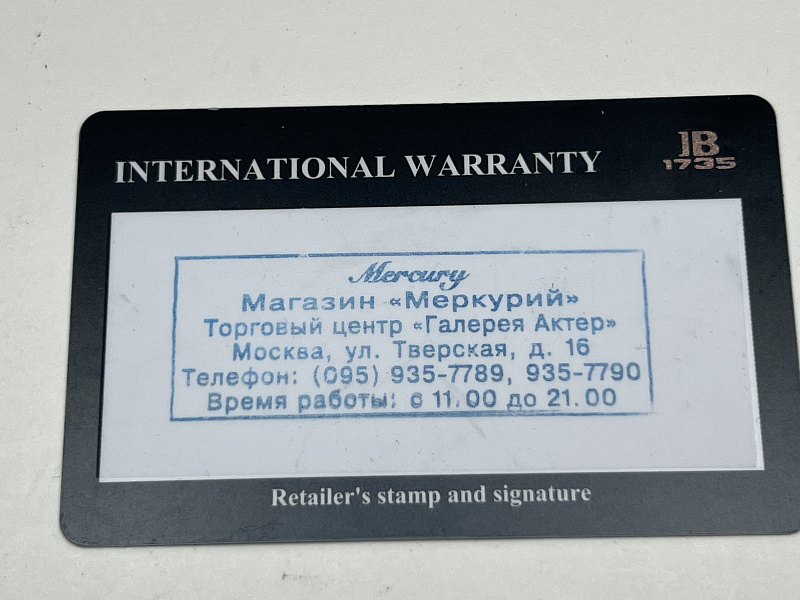 INTERNATIONAL WARRANTY
JB
1735
Mercury
Магазин «Меркурий»
Торговый центр «Галерея Актер»
Москва, ул. Тверская, д. 16
Телефон: (095) 935-7789, 935-7790
Время работы: с 11.00 до 21.00
Retailer's stamp and signature